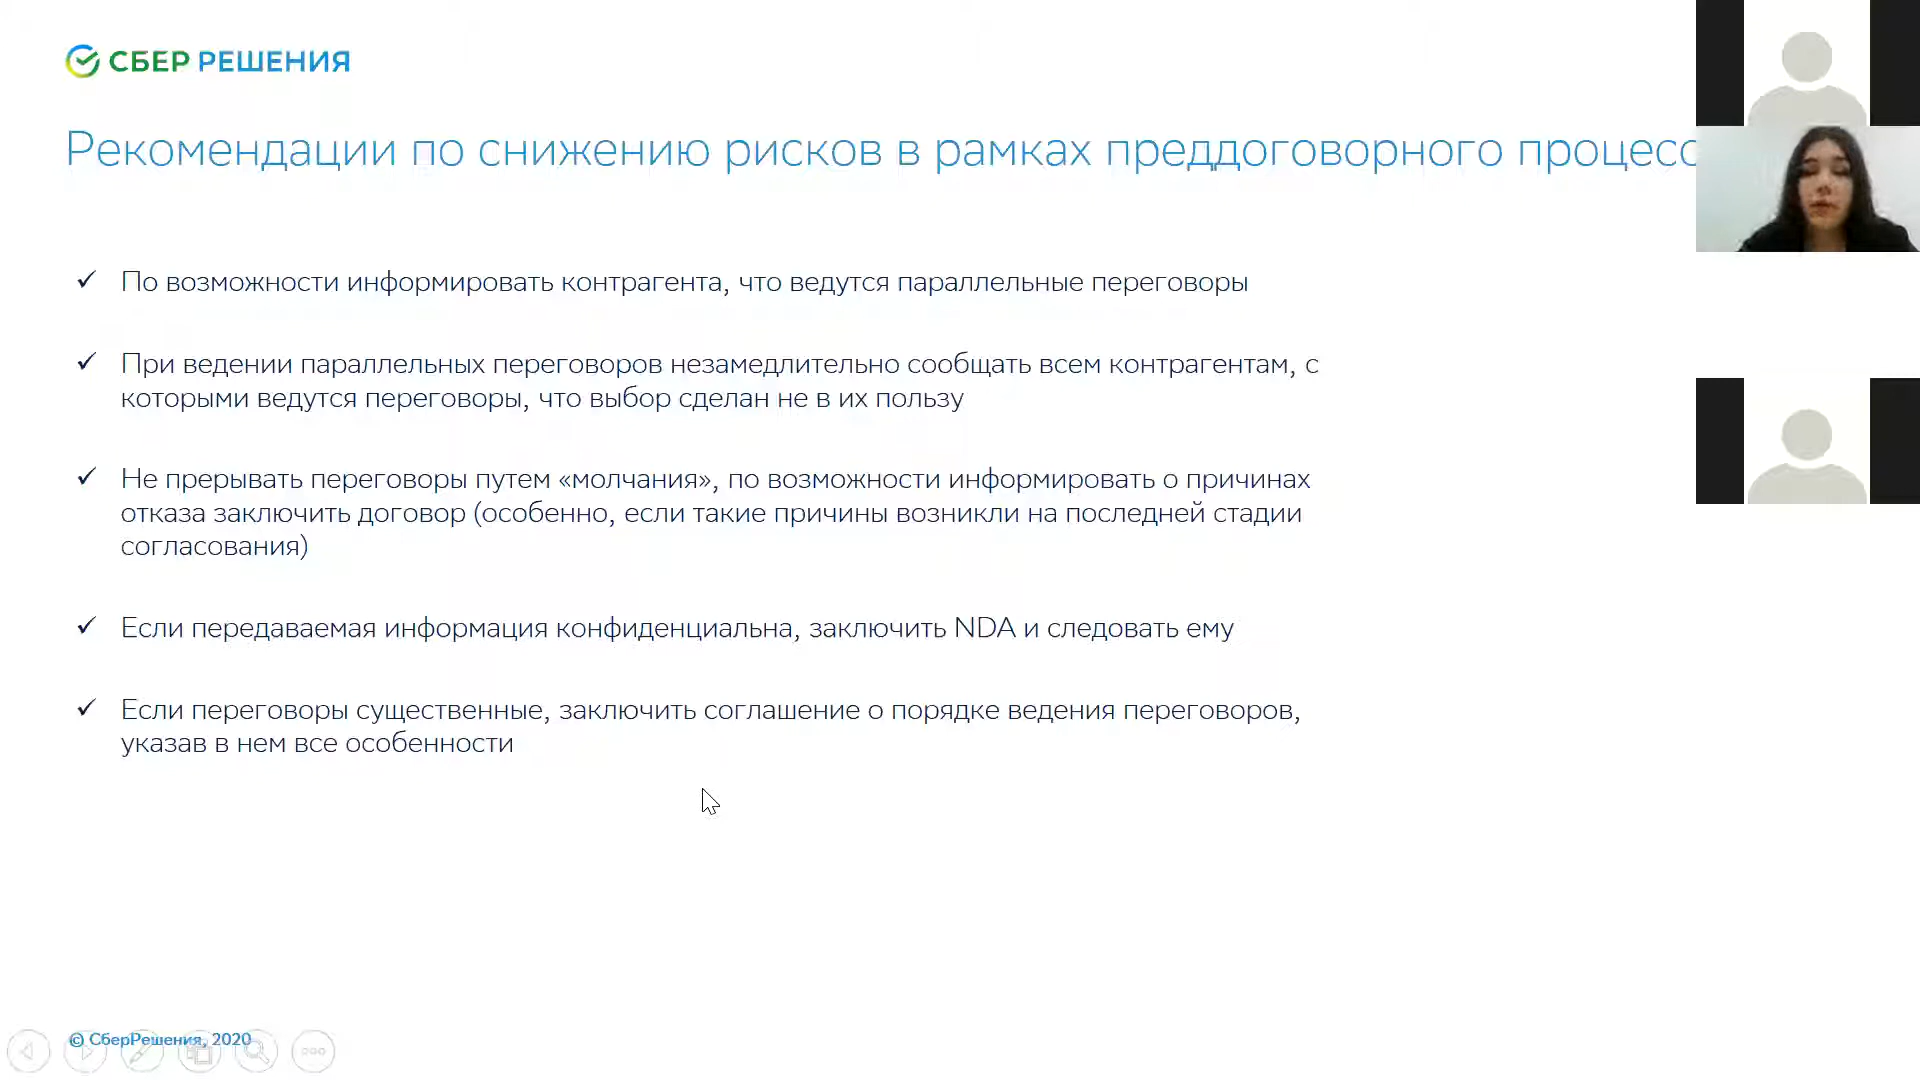 СБЕР РЕШЕНИЯ
Рекомендации по снижению рисков в рамках преддоговорного
По возможности информировать контрагента, что ведутся параллельные переговоры
При ведении параллельных переговоров незамедлительно сообщать всем контрагентам, с
которыми ведутся переговоры, что выбор сделан не в их пользу
Не прерывать переговоры путем «молчания», по возможности информировать о причинах
отказа заключить договор (особенно, если такие причины возникли на последней стадии
согласования)
Если передаваемая информация конфиденциальна, заключить NDA и следовать ему
Если переговоры существенные, заключить соглашение о порядке ведения переговоров,
указав в нем все особенности
© СберРешения, 2020